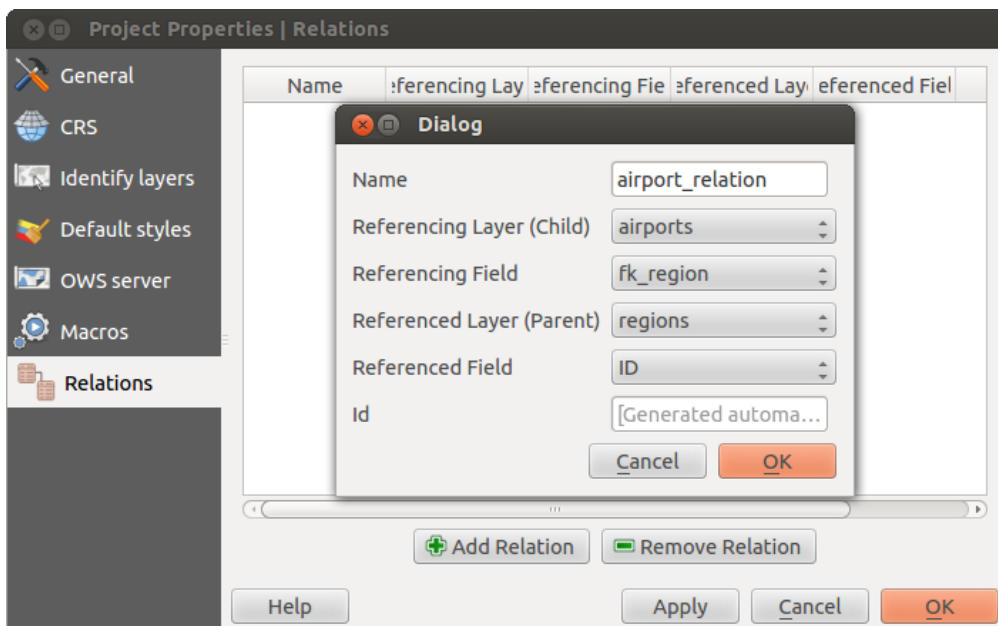 Project Properties | Relations
General
CRS
Identify layers
Default styles
OWS server
Macros
Relations
Name eferencing Lay eferencing Fie eferenced Lay eferenced Fiel
Dialog
Name airport_relation
Referencing Layer (Child) airports
Referencing Field fk_region
Referenced Layer (Parent) regions
Referenced Field ID
Id [Generated automa...
Cancel OK
Add Relation Remove Relation
Help Apply Cancel OK